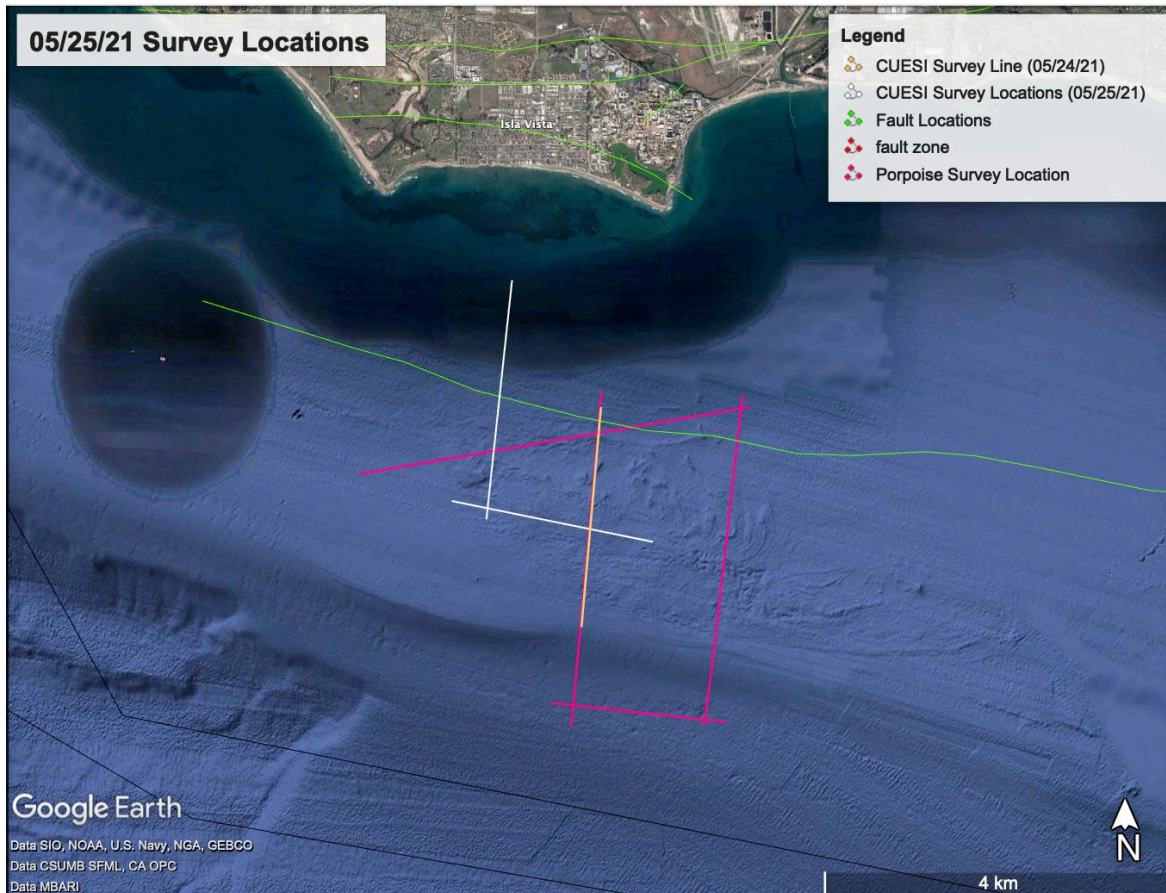 05/25/21 Survey Locations
Legend
CUESI Survey Line (05/24/21)
CUESI Survey Locations (05/25/21)
Fault Locations
fault zone
Porpoise Survey Location
Isla Vista
Google Earth
Data SIO, NOAA, U.S. Navy, NGA, GEBCO
Data CSUMB SFML, CA OPC
Data MBARI
N
4 km